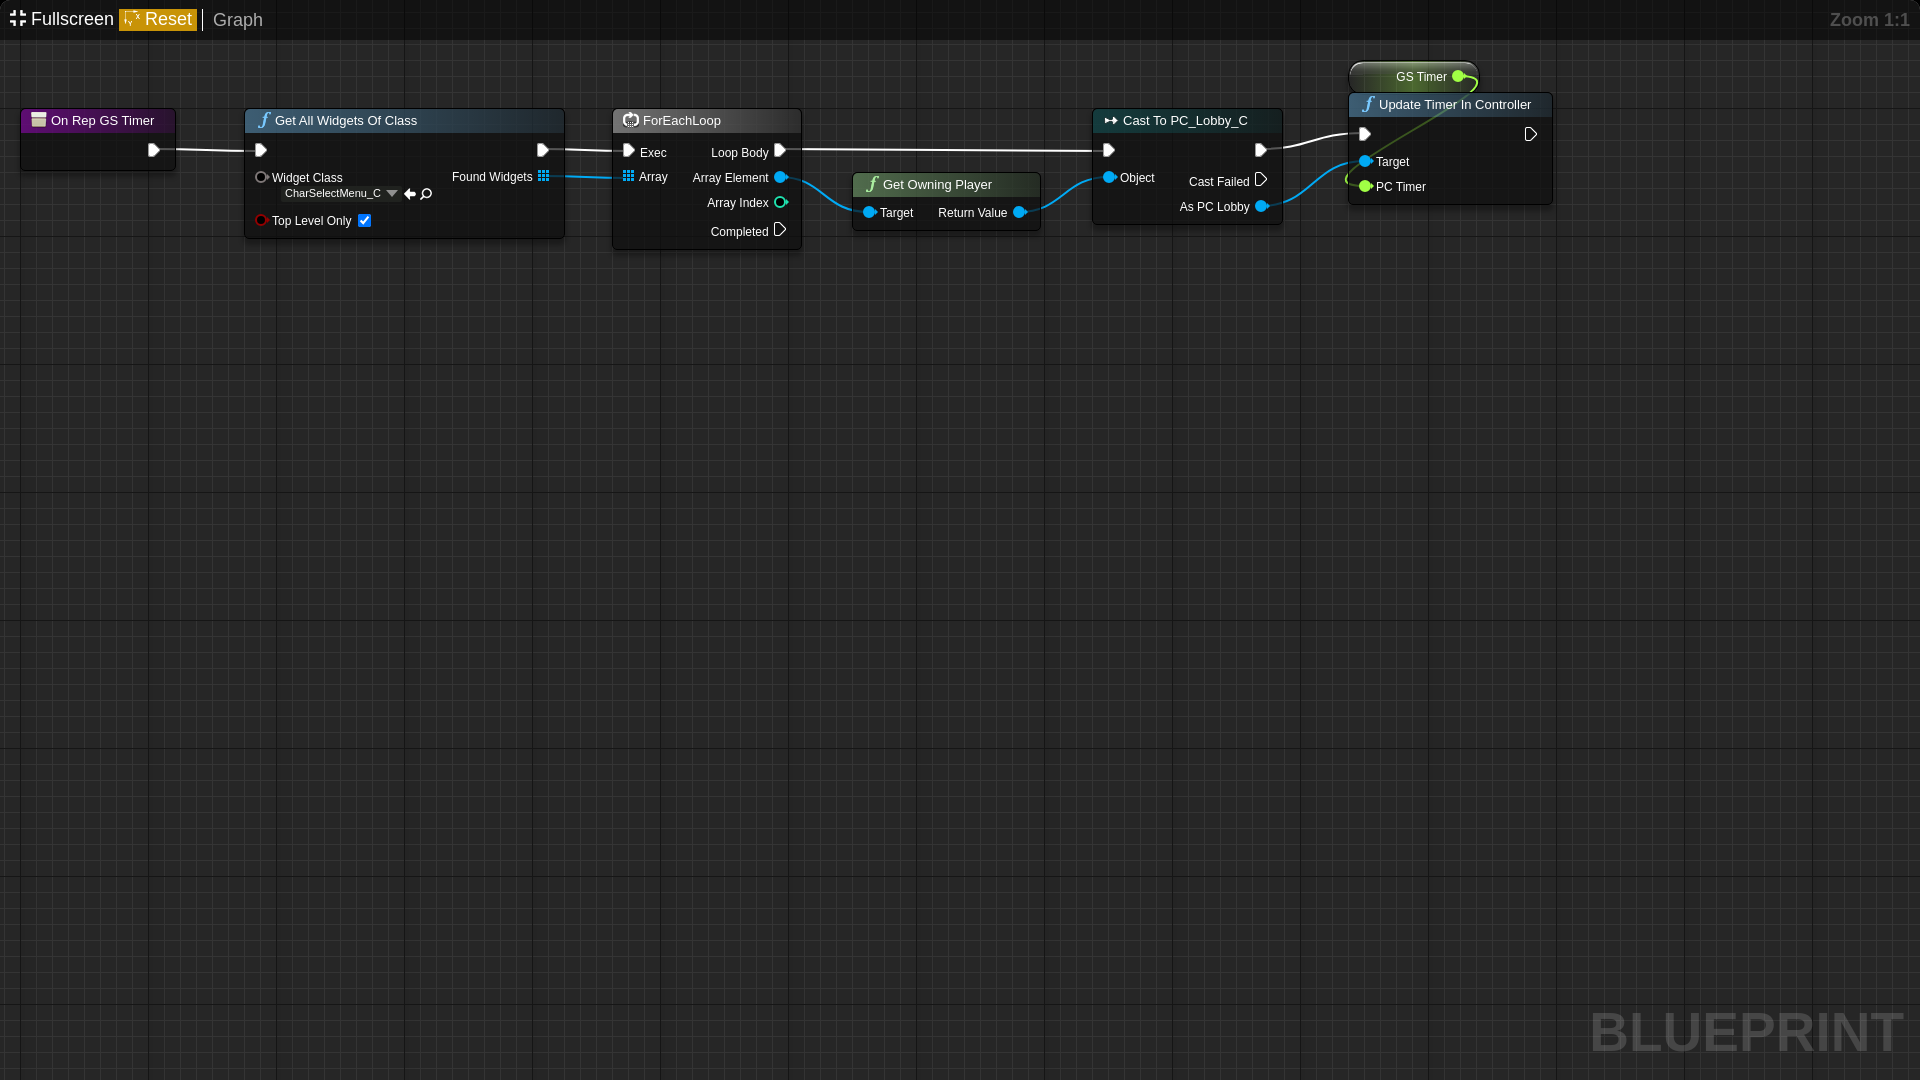 Fullscreen Reset Graph
Zoom 1:1
GS Timer
On Rep GS Timer
Get All Widgets Of Class
Widget Class
CharSelectMenu_C
Top Level Only
Found Widgets
ForEachLoop
Exec
Array
Loop Body
Array Element
Array Index
Completed
Get Owning Player
Target
Return Value
Cast To PC_Lobby_C
Object
Cast Failed
As PC Lobby
Update Timer In Controller
Target
PC Timer
BLUEPRINT